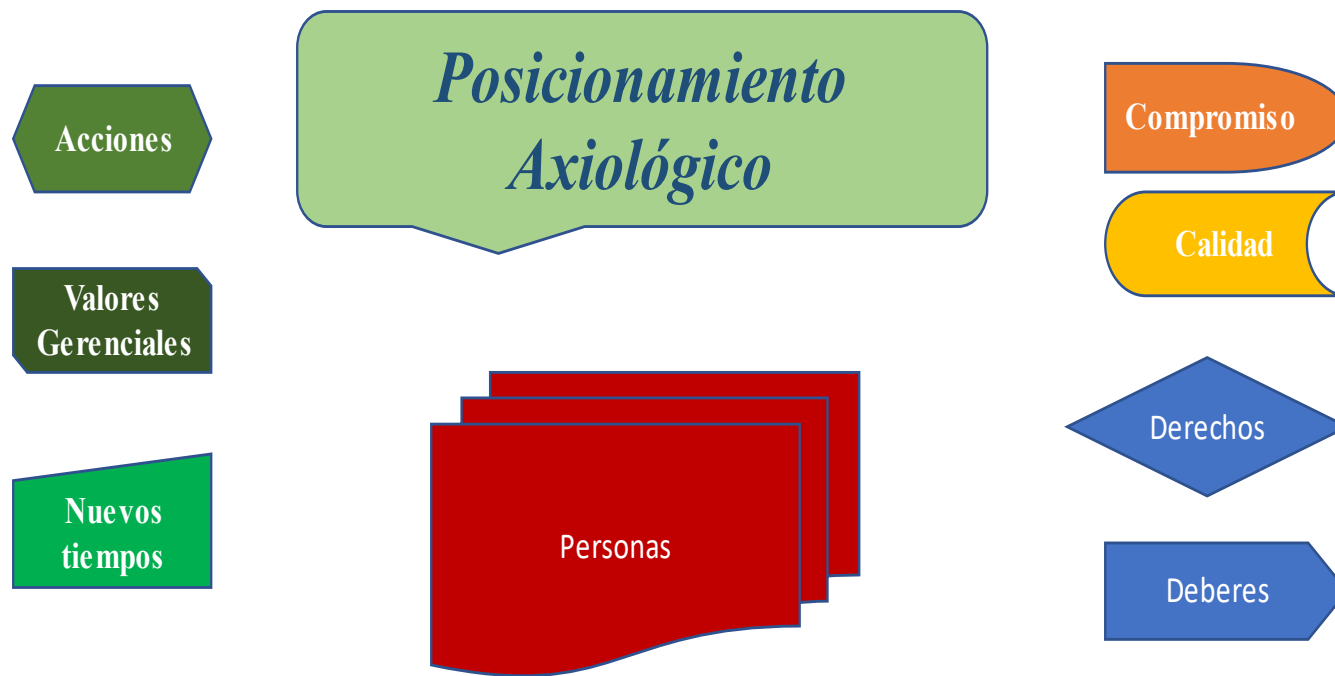 Posicionamiento
Axiológico
Acciones
Valores
Gerenciales
Nuevos
tiempos
Personas
Compromiso
Calidad
Derechos
Deberes